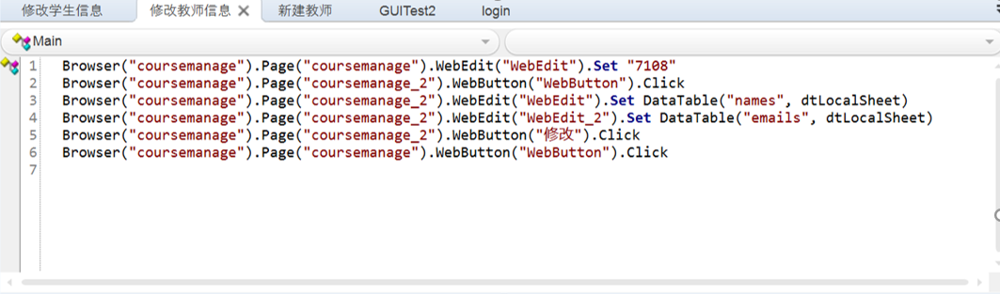 修改学生信息 修改教师信息 新建教师 GUITest2 login
Main
1 Browser("coursemanage").Page("coursemanage").WebEdit("WebEdit").Set "7108"
2 Browser("coursemanage").Page("coursemanage_2").WebButton("WebButton").Click
3 Browser("coursemanage").Page("coursemanage_2").WebEdit("WebEdit").Set DataTable("names", dtLocalSheet)
4 Browser("coursemanage").Page("coursemanage_2").WebEdit("WebEdit_2").Set DataTable("emails", dtLocalSheet)
5 Browser("coursemanage").Page("coursemanage_2").WebButton("修改").Click
6 Browser("coursemanage").Page("coursemanage").WebButton("WebButton").Click
7